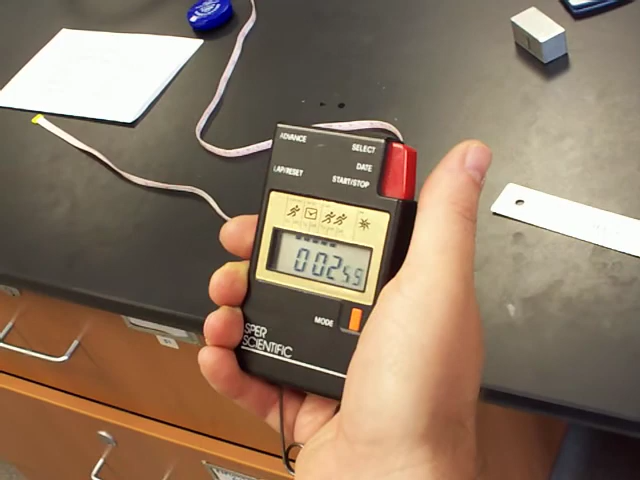 ADVANCE
SELECT
DATE
LAP/RESET
START/STOP
00259
MODE
SPER
SCIENTIFIC